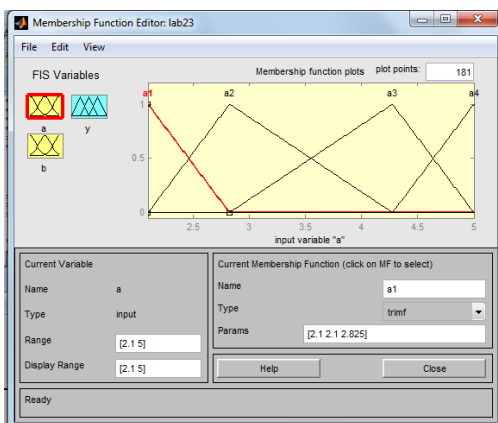 Membership Function Editor: lab23
File Edit View
FIS Variables
a
y
b
Membership function plots
plot points:
181
a1 a2 a3 a4
1
0.5
0
2.5 3 3.5 4 4.5 5
input variable "a"
Current Variable
Name a
Type input
Range [2.1 5]
Display Range [2.1 5]
Current Membership Function (click on MF to select)
Name a1
Type trimf
Params [2.1 2.1 2.825]
Help Close
Ready